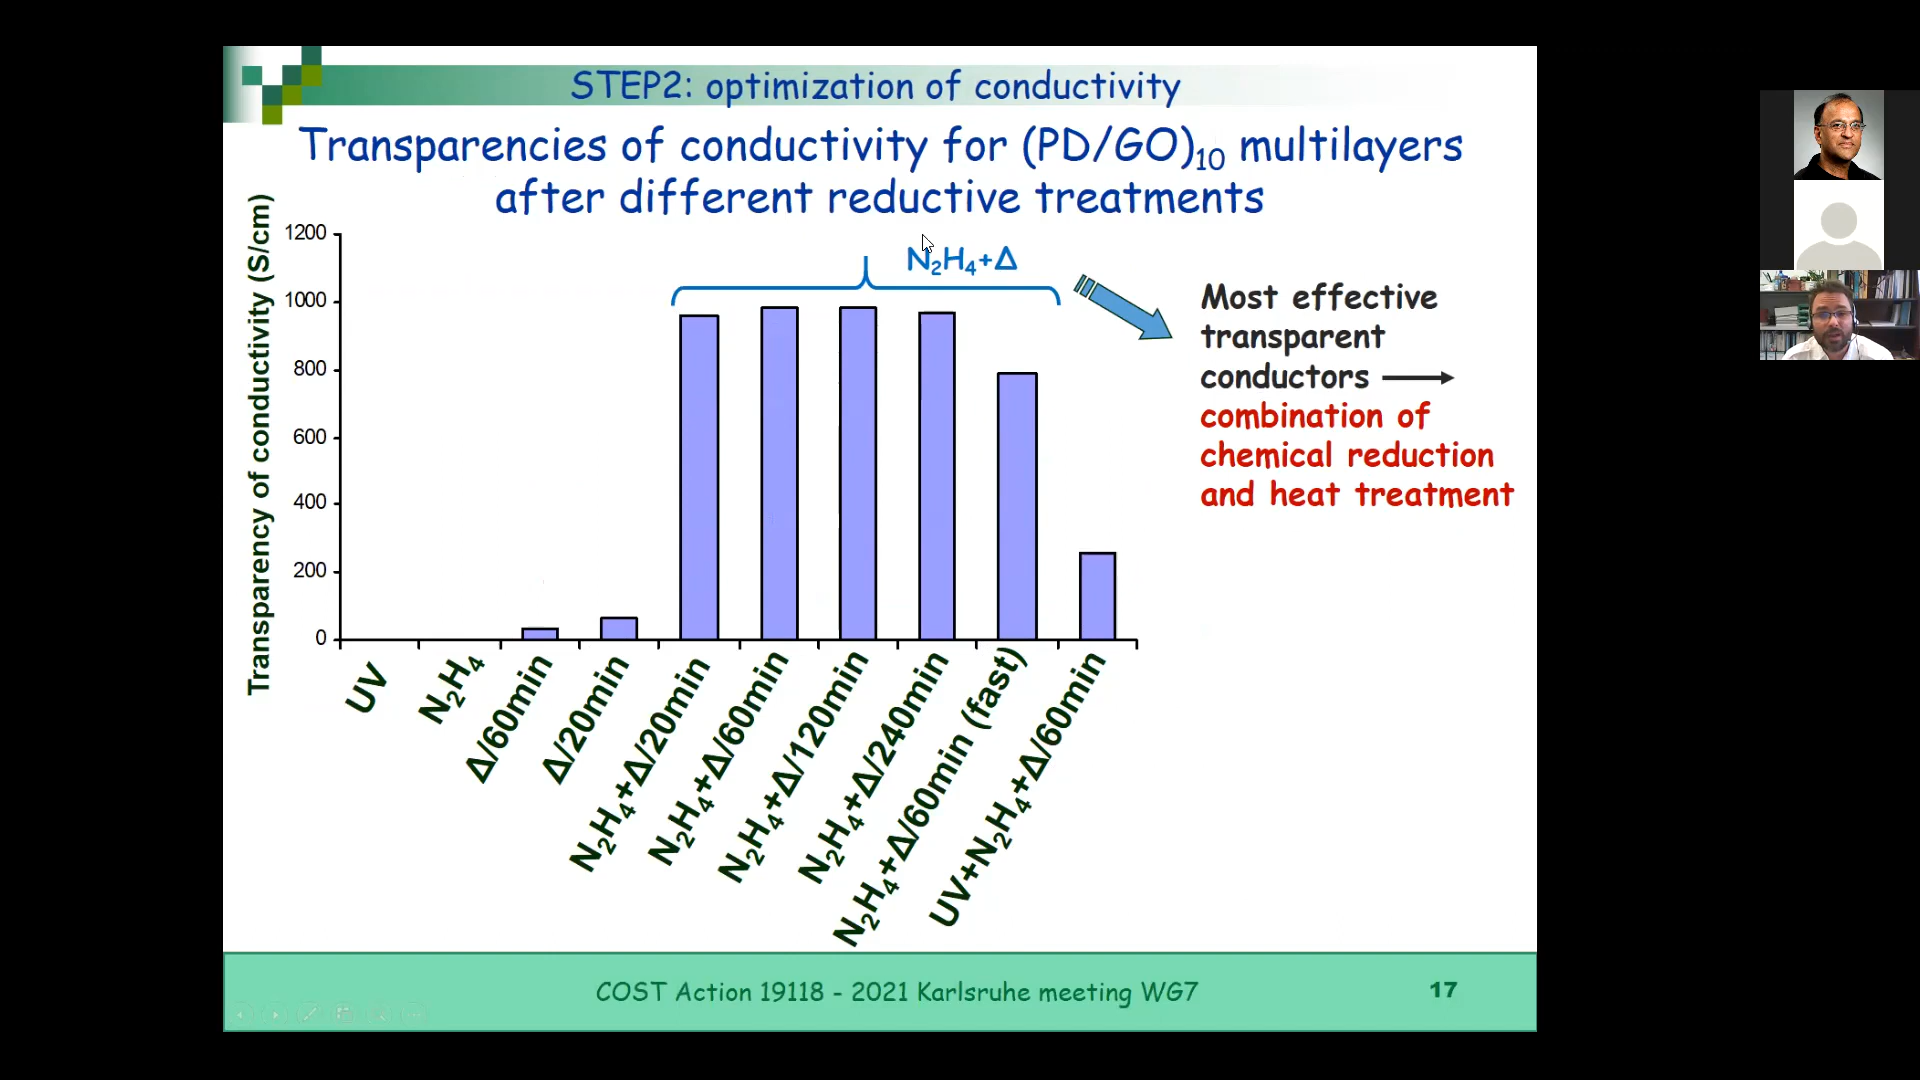 STEP2: optimization of conductivity
Transparencies of conductivity for (PD/GO)₁₀ multilayers
after different reductive treatments
Transparency of conductivity (S/cm)
1200
1000
800
600
400
200
0
N₂H₄+Δ
Most effective
transparent
conductors →
combination of
chemical reduction
and heat treatment
UV
N₂H₄
Δ/60min
Δ/20min
N₂H₄+Δ/20min
N₂H₄+Δ/60min
N₂H₄+Δ/120min
N₂H₄+Δ/240min
N₂H₄+Δ/60min (fast)
UV+N₂H₄+Δ/60min
COST Action 19118 - 2021 Karlsruhe meeting WG7
17